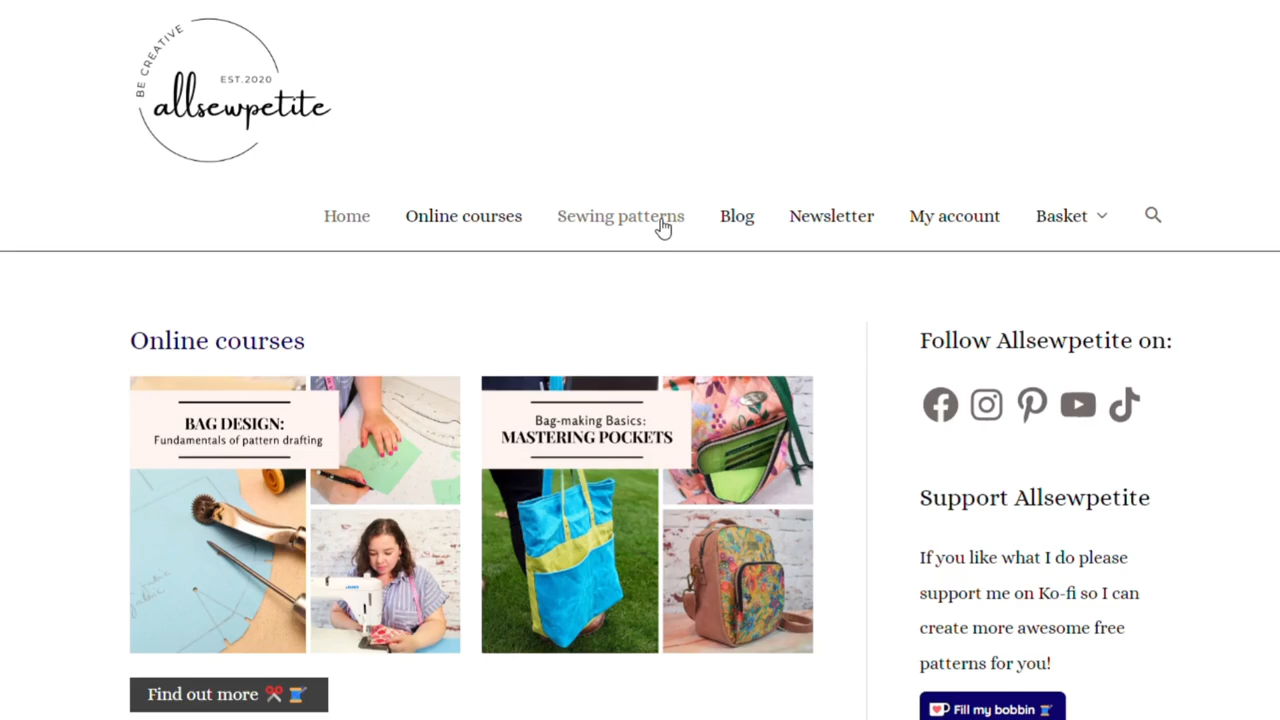 BE CREATIVE
EST.2020
allsewpetite
Home Online courses Sewing patterns Blog Newsletter My account Basket
Online courses
BAG DESIGN:
Fundamentals of pattern drafting
Bag-making Basics:
MASTERING POCKETS
Find out more
Follow Allsewpetite on:
Support Allsewpetite
If you like what I do please
support me on Ko-fi so I can
create more awesome free
patterns for you!
Fill my bobbin